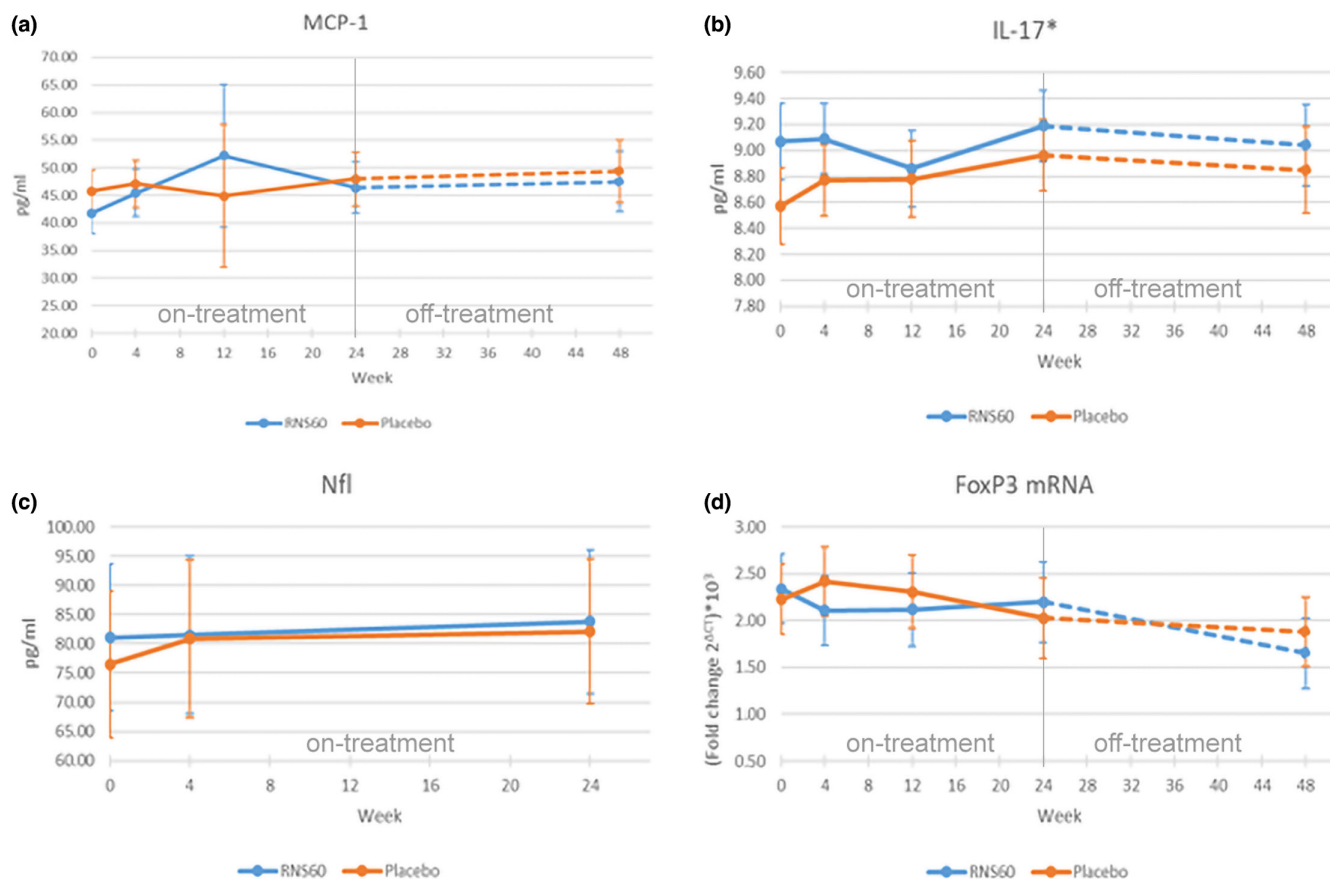 (a)
MCP-1
pg/ml
70.00
65.00
60.00
55.00
50.00
45.00
40.00
35.00
30.00
25.00
20.00
on-treatment off-treatment
0 4 8 12 16 20 24 28 32 36 40 44 48
Week
RNS60 Placebo
(b)
IL-17*
pg/ml
9.60
9.40
9.20
9.00
8.80
8.60
8.40
8.20
8.00
7.80
on-treatment off-treatment
0 4 8 12 16 20 24 28 32 36 40 44 48
Week
RNS60 Placebo
(c)
Nfl
pg/ml
100.00
95.00
90.00
85.00
80.00
75.00
70.00
65.00
60.00
on-treatment
0 4 8 12 16 20 24
Week
RNS60 Placebo
(d)
FoxP3 mRNA
(Fold change 2^ΔCT)*10³
3.00
2.50
2.00
1.50
1.00
0.50
on-treatment off-treatment
0 4 8 12 16 20 24 28 32 36 40 44 48
Week
RNS60 Placebo